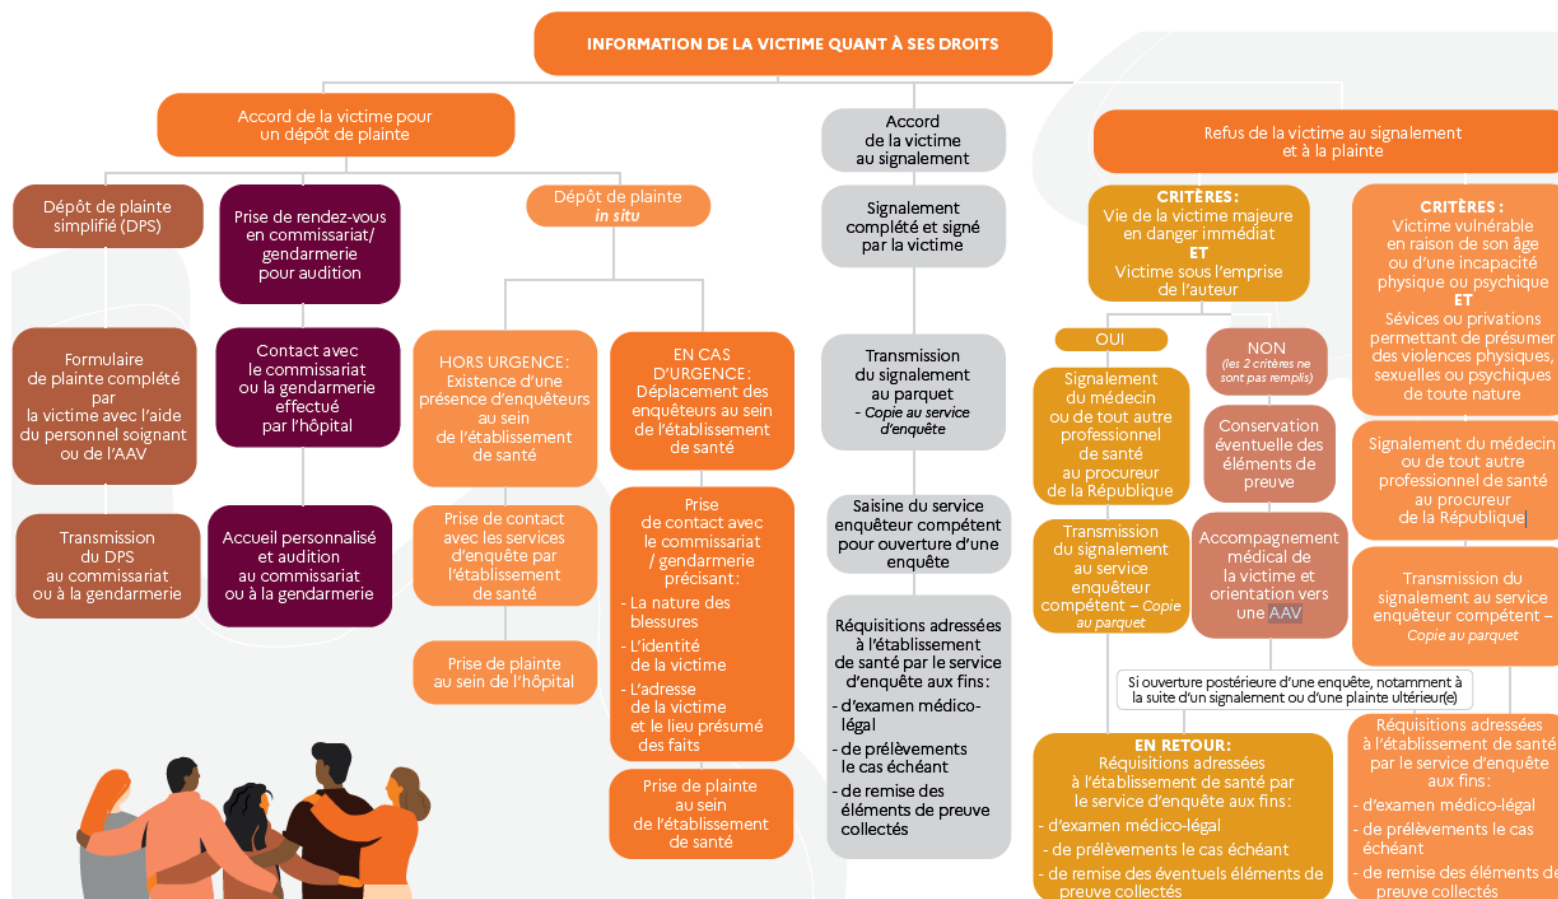 INFORMATION DE LA VICTIME QUANT À SES DROITS
Accord de la victime pour
un dépôt de plainte
Dépôt de plainte
simplifié (DPS)
Formulaire
de plainte complété
par
la victime avec l'aide
du personnel soignant
ou de l'AAV
Transmission
du DPS
au commissariat
ou à la gendarmerie
Prise de rendez-vous
en commissariat/
gendarmerie
pour audition
Contact avec
le commissariat
ou la gendarmerie
effectué
par l'hôpital
Accueil personnalisé
et audition
au commissariat
ou à la gendarmerie
Dépôt de plainte
in situ
HORS URGENCE:
Existence d'une
présence d'enquêteurs
au sein
de l'établissement
de santé
Prise de contact
avec les services
d'enquête par
l'établissement
de santé
Prise de plainte
au sein de l'hôpital
EN CAS
D'URGENCE:
Déplacement des
enquêteurs au sein
de l'établissement
de santé
Prise
de contact avec
le commissariat
/ gendarmerie
précisant:
- La nature des
blessures
- L'identité
de la victime
- L'adresse
de la victime
et le lieu présumé
des faits
Prise de plainte
au sein
de l'établissement
de santé
Accord
de la victime
au signalement
Signalement
complété et signé
par la victime
Transmission
du signalement
au parquet
- Copie au service
d'enquête
Saisine du service
enquêteur compétent
pour ouverture d'une
enquête
Réquisitions adressées
à l'établissement
de santé par le service
d'enquête aux fins:
- d'examen médico-
légal
- de prélèvements
le cas échéant
- de remise des
éléments de preuve
collectés
Refus de la victime au signalement
et à la plainte
CRITÈRES:
Vie de la victime majeure
en danger immédiat
ET
Victime sous l'emprise
de l'auteur
OUI
Signalement
du médecin
ou de tout autre
professionnel
de santé
au procureur
de la République
Transmission
du signalement
au service
enquêteur
compétent – Copie
au parquet
NON
(les 2 critères ne
sont pas remplis)
Conservation
éventuelle des
éléments de
preuve
Accompagnement
médical de
la victime et
orientation vers
une AAV
Si ouverture postérieure d'une enquête, notamment à
la suite d'un signalement ou d'une plainte ultérieur(e)
EN RETOUR:
Réquisitions adressées
à l'établissement de santé par
le service d'enquête aux fins:
- d'examen médico-légal
- de prélèvements le cas échéant
- de remise des éventuels éléments de
preuve collectés
CRITÈRES :
Victime vulnérable
en raison de son âge
ou d'une incapacité
physique ou psychique
ET
Sévices ou privations
permettant de présumer
des violences physiques,
sexuelles ou psychiques
de toute nature
Signalement du médecin
ou de tout autre
professionnel de santé
au procureur
de la République
Transmission du
signalement au service
enquêteur compétent –
Copie au parquet
Réquisitions adressées
à l'établissement de santé
par le service d'enquête
aux fins:
- d'examen médico-légal
- de prélèvements le cas
échéant
- de remise des éléments de
preuve collectés